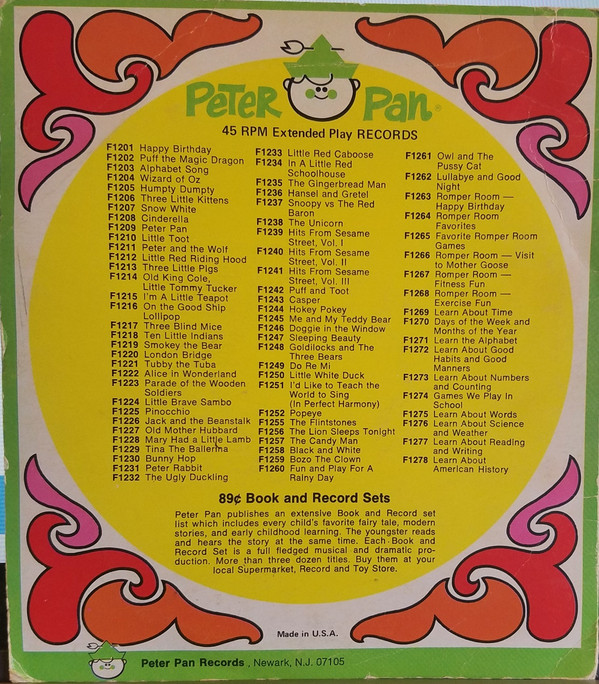 PETER PAN®
45 RPM Extended Play RECORDS
F1201 Happy Birthday
F1202 Puff the Magic Dragon
F1203 Alphabet Song
F1204 Wizard of Oz
F1205 Humpty Dumpty
F1206 Three Little Kittens
F1207 Snow White
F1208 Cinderella
F1209 Peter Pan
F1210 Little Toot
F1211 Peter and the Wolf
F1212 Little Red Riding Hood
F1213 Three Little Pigs
F1214 Old King Cole,
Little Tommy Tucker
F1215 I'm A Little Teapot
F1216 On the Good Ship
Lollipop
F1217 Three Blind Mice
F1218 Ten Little Indians
F1219 Smokey the Bear
F1220 London Bridge
F1221 Tubby the Tuba
F1222 Alice In Wonderland
F1223 Parade of the Wooden
Soldiers
F1224 Little Brave Sambo
F1225 Pinocchio
F1226 Jack and the Beanstalk
F1227 Old Mother Hubbard
F1228 Mary Had a Little Lamb
F1229 Tina The Ballerina
F1230 Bunny Hop
F1231 Peter Rabbit
F1232 The Ugly Duckling
F1233 Little Red Caboose
F1234 In A Little Red
Schoolhouse
F1235 The Gingerbread Man
F1236 Hansel and Gretel
F1237 Snoopy vs The Red
Baron
F1238 The Unicorn
F1239 Hits From Sesame
Street, Vol. I
F1240 Hits From Sesame
Street, Vol. II
F1241 Hits From Sesame
Street, Vol. III
F1242 Puff and Toot
F1243 Casper
F1244 Hokey Pokey
F1245 Me and My Teddy Bear
F1246 Doggie in the Window
F1247 Sleeping Beauty
F1248 Goldilocks and The
Three Bears
F1249 Do Re Mi
F1250 Little White Duck
F1251 I'd Like to Teach the
World to Sing
(In Perfect Harmony)
F1252 Popeye
F1255 The Flintstones
F1256 The Lion Sleeps Tonight
F1257 The Candy Man
F1258 Black and White
F1259 Bozo The Clown
F1260 Fun and Play For A
Rainy Day
F1261 Owl and The
Pussy Cat
F1262 Lullabye and Good
Night
F1263 Romper Room —
Happy Birthday
F1264 Romper Room
Favorites
F1265 Favorite Romper Room
Games
F1266 Romper Room — Visit
to Mother Goose
F1267 Romper Room —
Fitness Fun
F1268 Romper Room —
Exercise Fun
F1269 Learn About Time
F1270 Days of the Week and
Months of the Year
F1271 Learn the Alphabet
F1272 Learn About Good
Habits and Good
Manners
F1273 Learn About Numbers
and Counting
F1274 Games We Play In
School
F1275 Learn About Words
F1276 Learn About Science
and Weather
F1277 Learn About Reading
and Writing
F1278 Learn About
American History
89¢ Book and Record Sets
Peter Pan publishes an extensive Book and Record set
list which includes every child's favorite fairy tale, modern
stories, and early childhood learning. The youngster reads
and hears the story at the same time. Each Book and
Record Set is a full fledged musical and dramatic pro-
duction. More than three dozen titles. Buy them at your
local Supermarket, Record and Toy Store.
Made in U.S.A.
Peter Pan Records , Newark, N.J. 07105